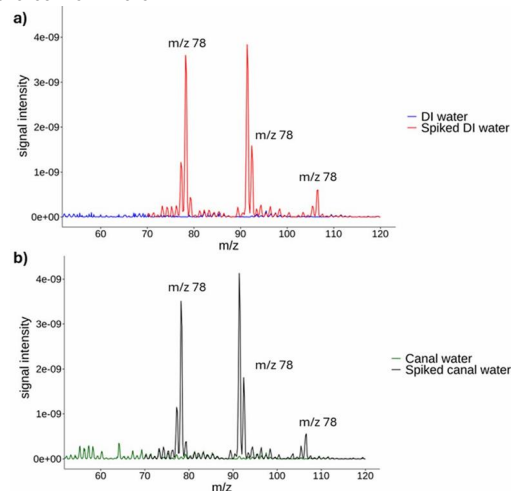 a)
4e-09
3e-09
2e-09
1e-09
0e+00
signal intensity
m/z 78
m/z 78
m/z 78
DI water
Spiked DI water
60 70 80 90 100 110 120
m/z
b)
4e-09
3e-09
2e-09
1e-09
0e+00
signal intensity
m/z 78
m/z 78
m/z 78
Canal water
Spiked canal water
60 70 80 90 100 110 120
m/z